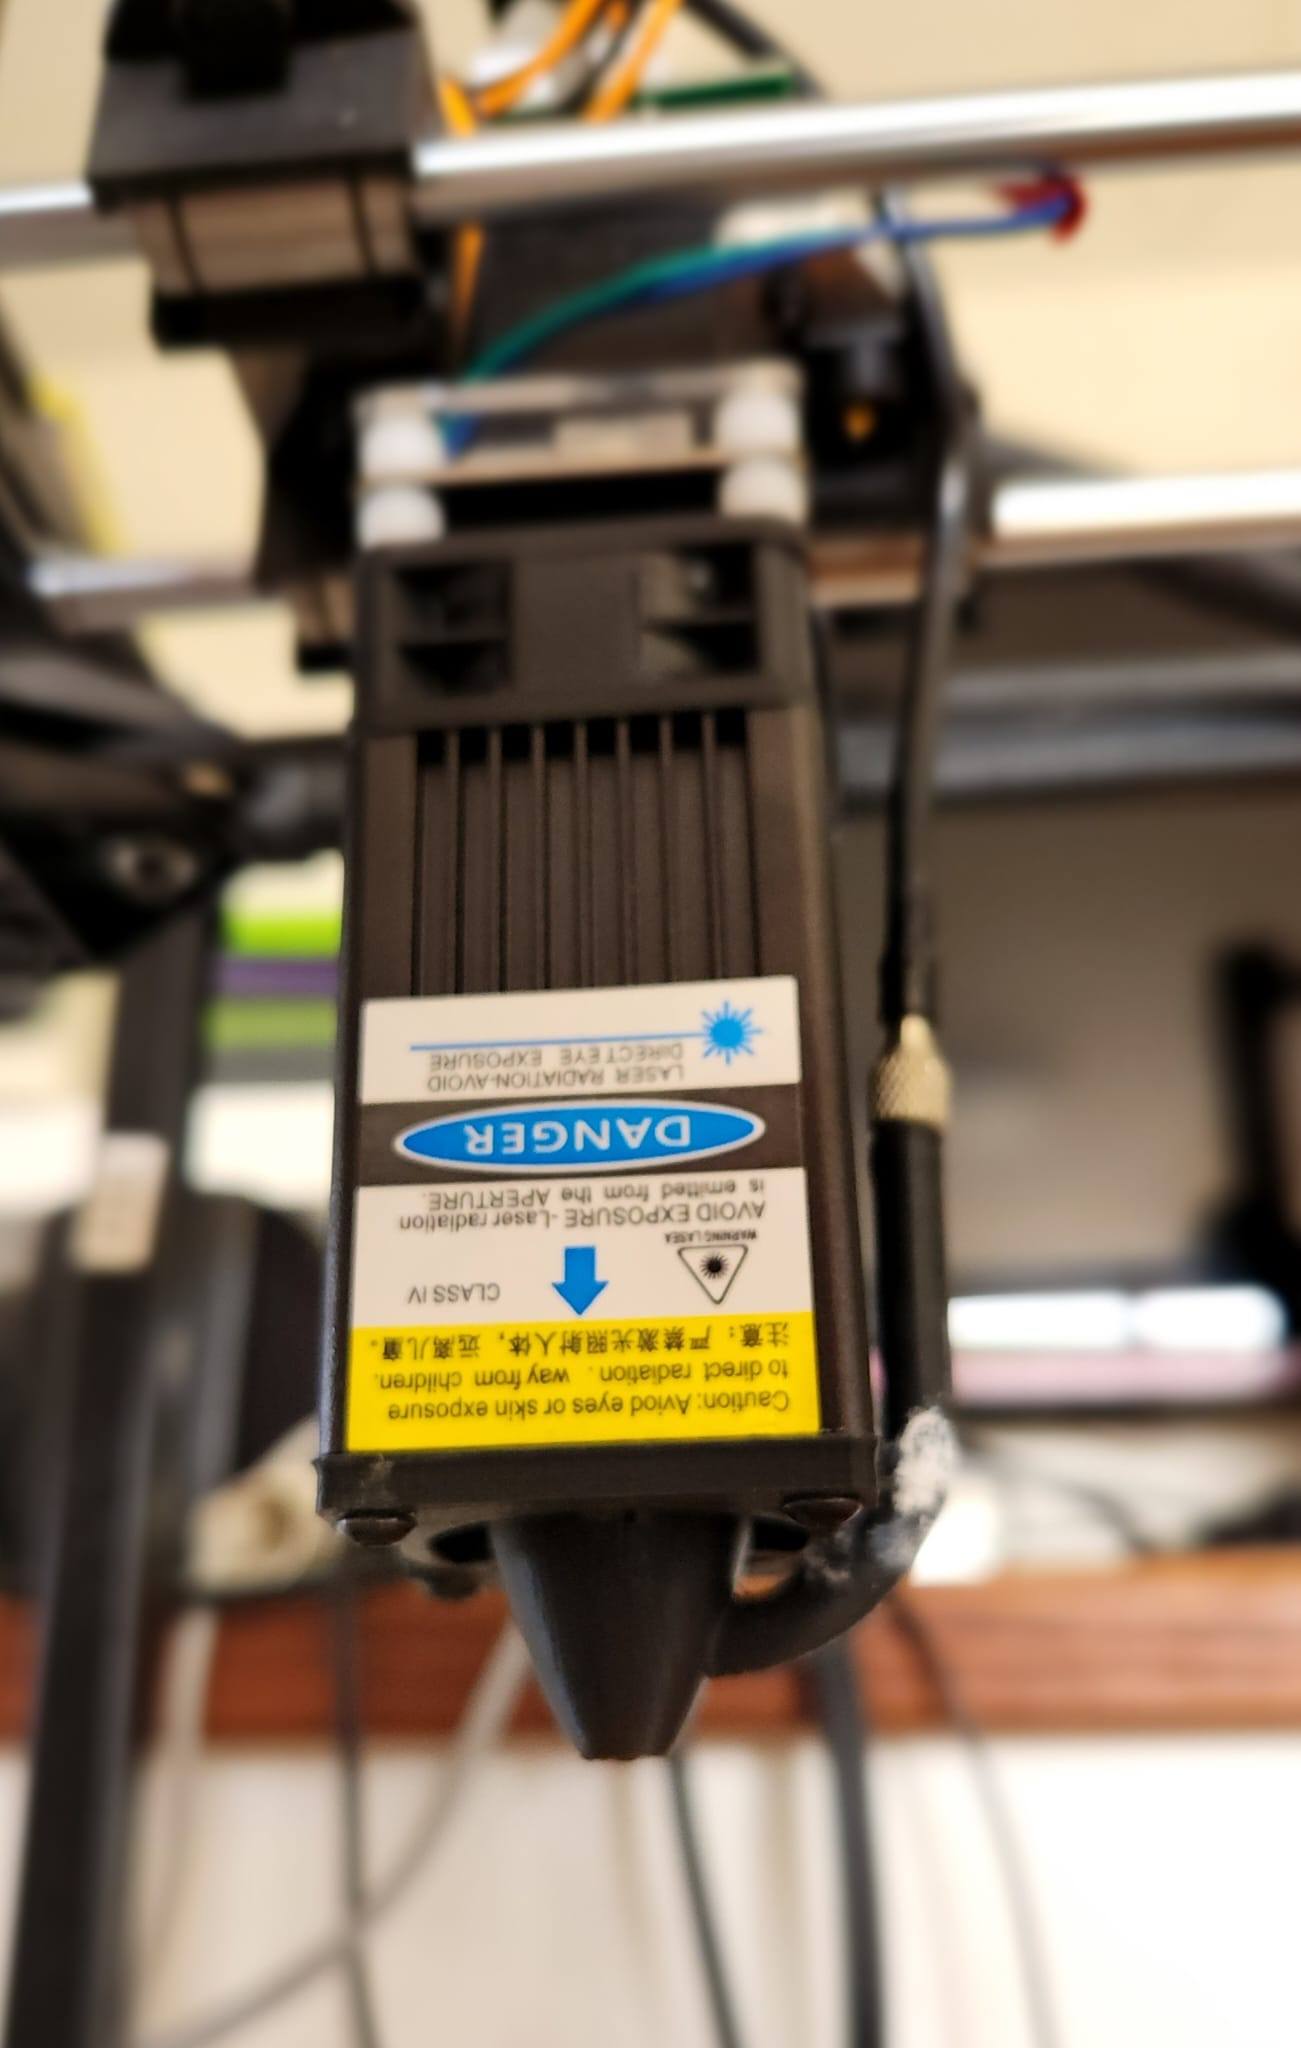 Caution: Aviod eyes or skin exposure
to direct radiation . way from children.
注意：严禁激光照射人体，远离儿童。
CLASS IV
WARNING LASEA
AVOID EXPOSURE -Laser radiation
is emitted from the APERTURE.
DANGER
LASER RADIATION-AVOID
DIRECT EYE EXPOSURE